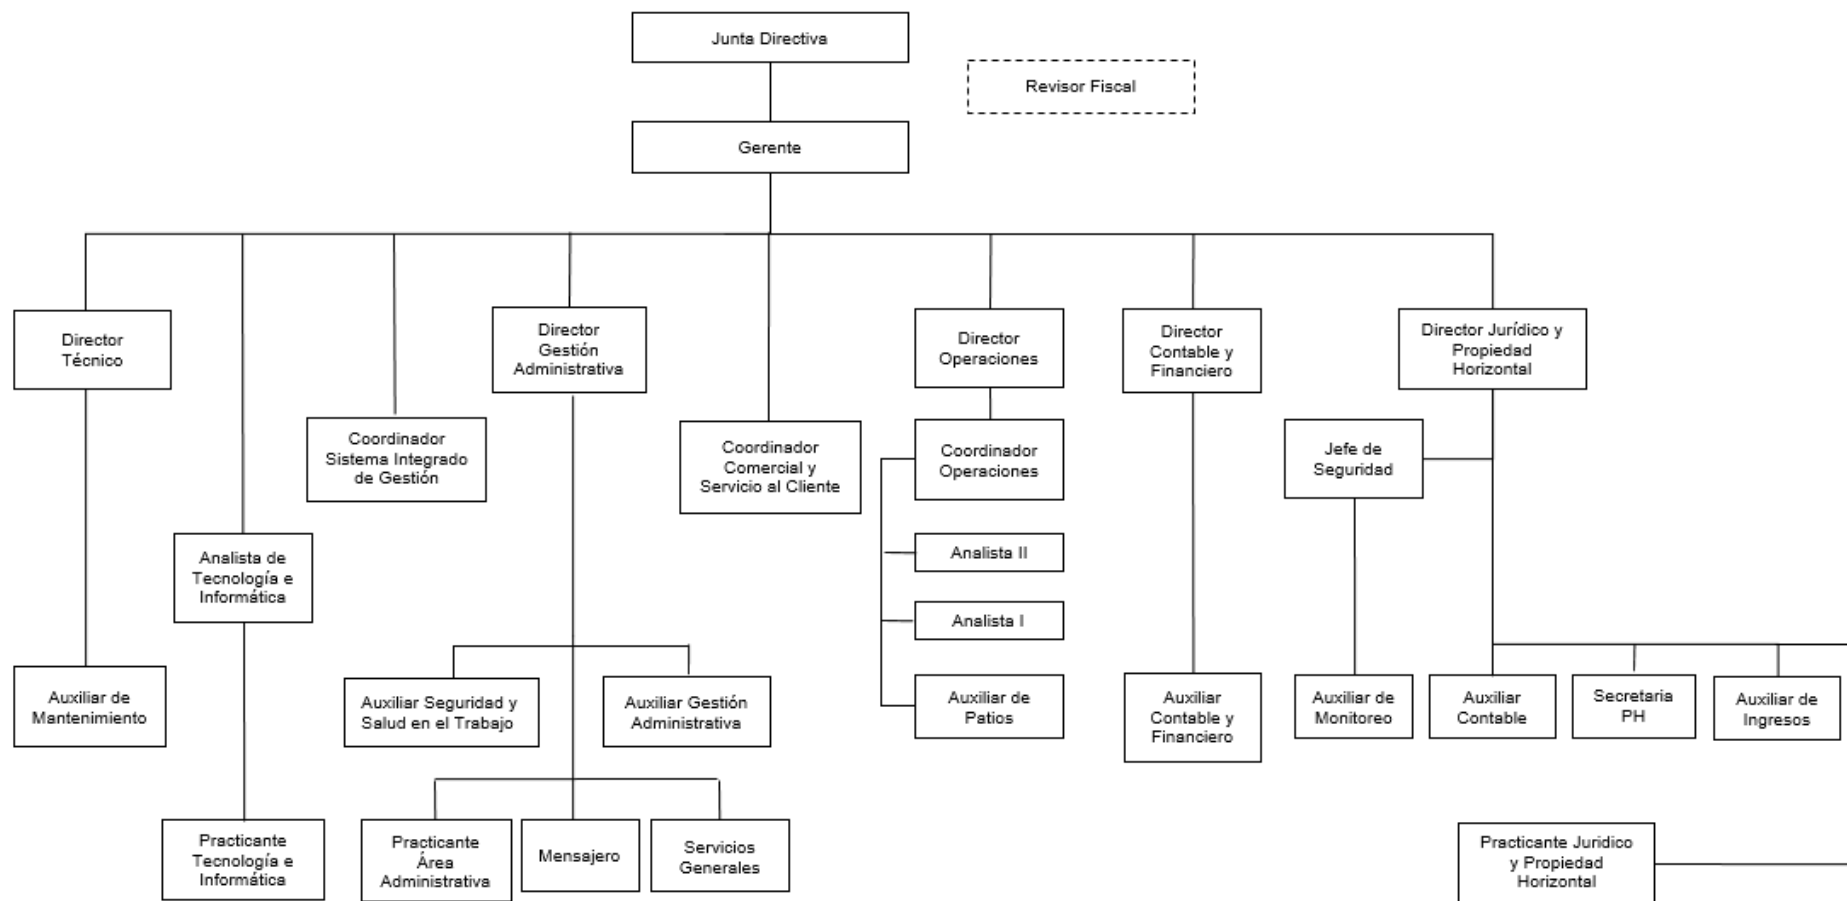 Junta Directiva
Revisor Fiscal
Gerente
Director
Técnico
Director
Gestión
Administrativa
Director
Operaciones
Director
Contable y
Financiero
Director Jurídico y
Propiedad
Horizontal
Coordinador
Sistema Integrado
de Gestión
Coordinador
Comercial y
Servicio al Cliente
Coordinador
Operaciones
Jefe de
Seguridad
Analista de
Tecnología e
Informática
Analista II
Analista I
Auxiliar de
Mantenimiento
Auxiliar Seguridad y
Salud en el Trabajo
Auxiliar Gestión
Administrativa
Auxiliar de
Patios
Auxiliar
Contable y
Financiero
Auxiliar de
Monitoreo
Auxiliar
Contable
Secretaria
PH
Auxiliar de
Ingresos
Practicante
Tecnología e
Informática
Practicante
Área
Administrativa
Mensajero
Servicios
Generales
Practicante Juridico
y Propiedad
Horizontal